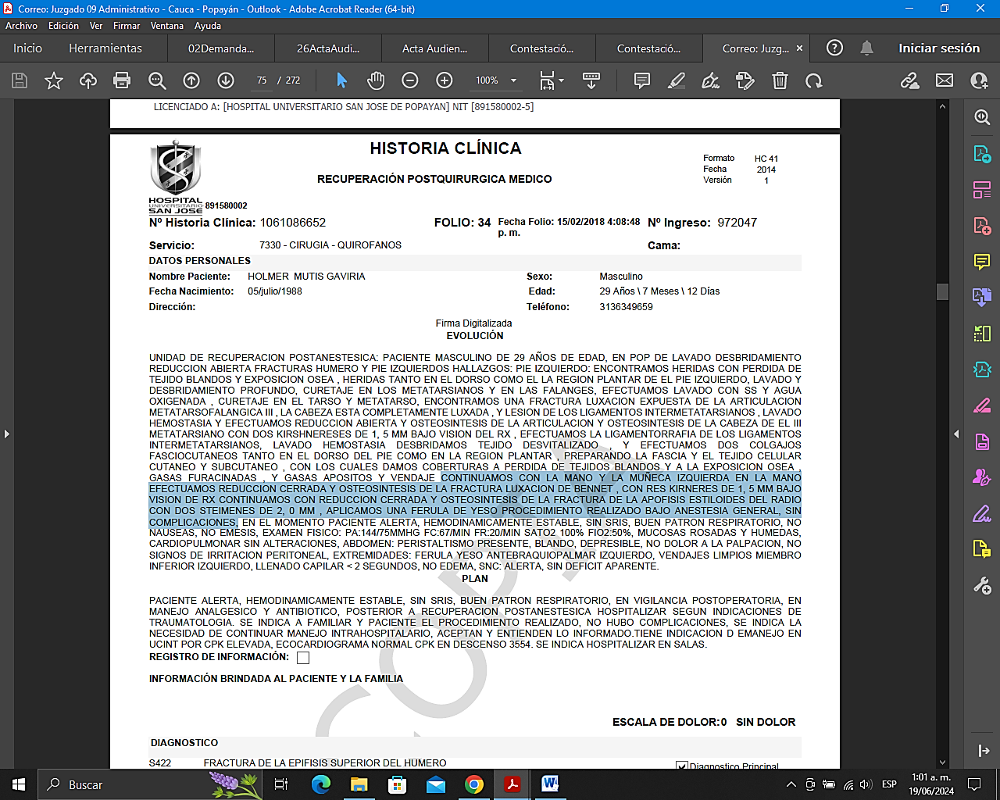 Correo: Juzgado 09 Administrativo - Cauca - Popayán - Outlook - Adobe Acrobat Reader (64-bit)
Archivo Edición Ver Firmar Ventana Ayuda
Inicio Herramientas 02Demanda... 26ActaAudi... Acta Audien... Contestació... Contestació... Correo: Juzg... × Iniciar sesión
75 / 272 100%
LICENCIADO A: [HOSPITAL UNIVERSITARIO SAN JOSE DE POPAYAN] NIT [891580002-5]
HISTORIA CLÍNICA
RECUPERACIÓN POSTQUIRURGICA MEDICO
Formato HC 41
Fecha 2014
Versión 1
HOSPITAL
UNIVERSITARIO
SAN JOSE
891580002
Nº Historia Clínica: 1061086652 FOLIO: 34 Fecha Folio: 15/02/2018 4:08:48 p. m. Nº Ingreso: 972047
Servicio: 7330 - CIRUGIA - QUIROFANOS Cama:
DATOS PERSONALES
Nombre Paciente: HOLMER MUTIS GAVIRIA Sexo: Masculino
Fecha Nacimiento: 05/julio/1988 Edad: 29 Años \ 7 Meses \ 12 Días
Dirección: Teléfono: 3136349659
Firma Digitalizada
EVOLUCIÓN
UNIDAD DE RECUPERACION POSTANESTESICA: PACIENTE MASCULINO DE 29 AÑOS DE EDAD, EN POP DE LAVADO DESBRIDAMIENTO
REDUCCION ABIERTA FRACTURAS HUMERO Y PIE IZQUIERDOS HALLAZGOS: PIE IZQUIERDO: ENCONTRAMOS HERIDAS CON PERDIDA DE
TEJIDO BLANDOS Y EXPOSICION OSEA , HERIDAS TANTO EN EL DORSO COMO EL LA REGION PLANTAR DE EL PIE IZQUIERDO, LAVADO Y
DESBRIDAMIENTO PROFUNDO, CURETAJE EN LOS METATARSIANOS Y EN LAS FALANGES, EFECTUAMOS LAVADO CON SS Y AGUA
OXIGENADA , CURETAJE EN EL TARSO Y METATARSO, ENCONTRAMOS UNA FRACTURA LUXACION EXPUESTA DE LA ARTICULACION
METATARSOFALANGICA III , LA CABEZA ESTA COMPLETAMENTE LUXADA , Y LESION DE LOS LIGAMENTOS INTERMETATARSIANOS , LAVADO
HEMOSTASIA Y EFECTUAMOS REDUCCION ABIERTA Y OSTEOSINTESIS DE LA ARTICULACION Y OSTEOSINTESIS DE LA CABEZA DE EL III
METATARSIANO CON DOS KIRSHNERESES DE 1, 5 MM BAJO VISION DEL RX , EFECTUAMOS LA LIGAMENTORRAFIA DE LOS LIGAMENTOS
INTERMETATARSIANOS, LAVADO HEMOSTASIA DESBRIDAMOS TEJIDO DESVITALIZADO , Y EFECTUAMOS DOS COLGAJOS
FASCIOCUTANEOS TANTO EN EL DORSO DEL PIE COMO EN LA REGION PLANTAR , PREPARANDO LA FASCIA Y EL TEJIDO CELULAR
CUTANEO Y SUBCUTANEO , CON LOS CUALES DAMOS COBERTURAS A PERDIDA DE TEJIDOS BLANDOS Y A LA EXPOSICION OSEA ,
GASAS FURACINADAS , Y GASAS APOSITOS Y VENDAJE CONTINUAMOS CON LA MANO Y LA MUÑECA IZQUIERDA EN LA MANO
EFECTUAMOS REDUCCION CERRADA Y OSTEOSINTESIS DE LA FRACTURA LUXACION DE BENNET , CON RES KIRNERES DE 1, 5 MM BAJO
VISION DE RX CONTINUAMOS CON REDUCCION CERRADA Y OSTEOSINTESIS DE LA FRACTURA DE LA APOFISIS ESTILOIDES DEL RADIO
CON DOS STEIMENES DE 2, 0 MM , APLICAMOS UNA FERULA DE YESO PROCEDIMIENTO REALIZADO BAJO ANESTESIA GENERAL, SIN
COMPLICACIONES, EN EL MOMENTO PACIENTE ALERTA, HEMODINAMICAMENTE ESTABLE, SIN SRIS, BUEN PATRON RESPIRATORIO, NO
NAUSEAS, NO EMESIS, EXAMEN FISICO: PA:144/75MMHG FC:67/MIN FR:20/MIN SATO2 100% FIO2:50%, MUCOSAS ROSADAS Y HUMEDAS,
CARDIOPULMONAR SIN ALTERACIONES, ABDOMEN: PERISTALTISMO PRESENTE, BLANDO, DEPRESIBLE, NO DOLOR A LA PALPACION, NO
SIGNOS DE IRRITACION PERITONEAL, EXTREMIDADES: FERULA YESO ANTEBRAQUIOPALMAR IZQUIERDO, VENDAJES LIMPIOS MIEMBRO
INFERIOR IZQUIERDO, LLENADO CAPILAR < 2 SEGUNDOS, NO EDEMA, SNC: ALERTA, SIN DEFICIT APARENTE.
PLAN
PACIENTE ALERTA, HEMODINAMICAMENTE ESTABLE, SIN SRIS, BUEN PATRON RESPIRATORIO, EN VIGILANCIA POSTOPERATORIA, EN
MANEJO ANALGESICO Y ANTIBIOTICO, POSTERIOR A RECUPERACION POSTANESTESICA HOSPITALIZAR SEGUN INDICACIONES DE
TRAUMATOLOGIA. SE INDICA A FAMILIAR Y PACIENTE EL PROCEDIMIENTO REALIZADO, NO HUBO COMPLICACIONES, SE INDICA LA
NECESIDAD DE CONTINUAR MANEJO INTRAHOSPITALARIO, ACEPTAN Y ENTIENDEN LO INFORMADO.TIENE INDICACION D EMANEJO EN
UCINT POR CPK ELEVADA, ECOCARDIOGRAMA NORMAL CPK EN DESCENSO 3554. SE INDICA HOSPITALIZAR EN SALAS.
REGISTRO DE INFORMACIÓN:
INFORMACIÓN BRINDADA AL PACIENTE Y LA FAMILIA
ESCALA DE DOLOR:0 SIN DOLOR
DIAGNOSTICO
S422 FRACTURA DE LA EPIFISIS SUPERIOR DEL HUMERO Diagnostico Principal
COPIA
Buscar ESP 1:01 a. m.
19/06/2024